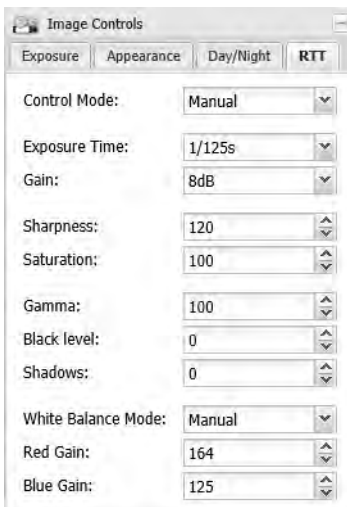 Image Controls
Exposure Appearance Day/Night RTT
Control Mode: Manual
Exposure Time: 1/125s
Gain: 8dB
Sharpness: 120
Saturation: 100
Gamma: 100
Black level: 0
Shadows: 0
White Balance Mode: Manual
Red Gain: 164
Blue Gain: 125